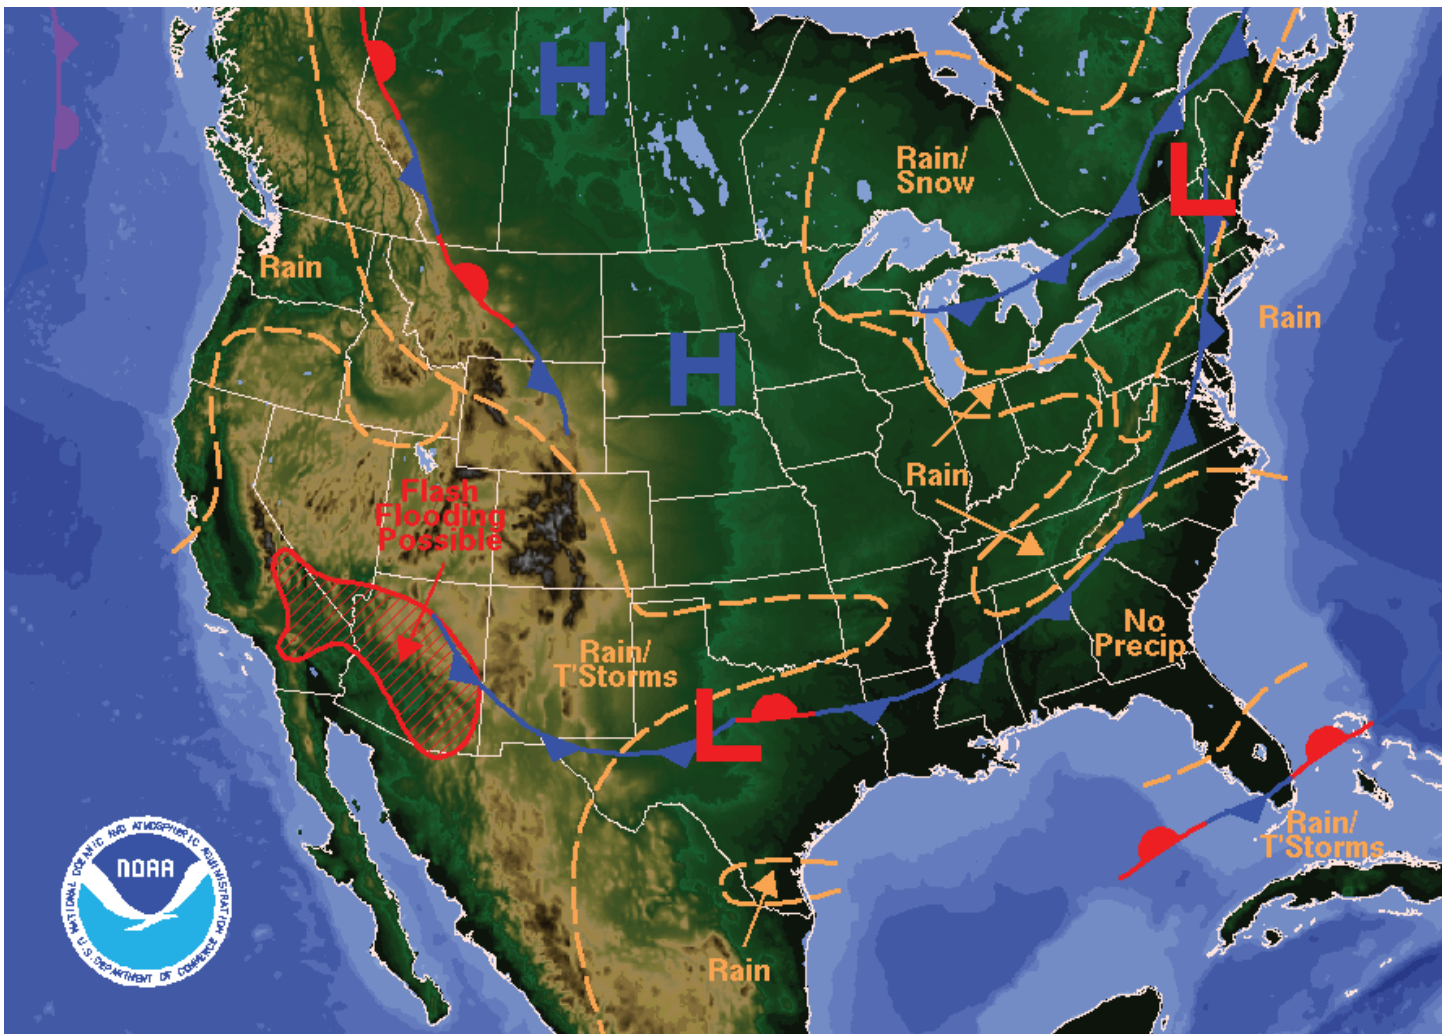 H
Rain/
Snow
L
Rain
Rain
H
Rain
Flash
Flooding
Possible
No
Precip
Rain/
T'Storms
L
Rain/
T'Storms
Rain
NATIONAL OCEANIC AND ATMOSPHERIC ADMINISTRATION
NOAA
U.S. DEPARTMENT OF COMMERCE